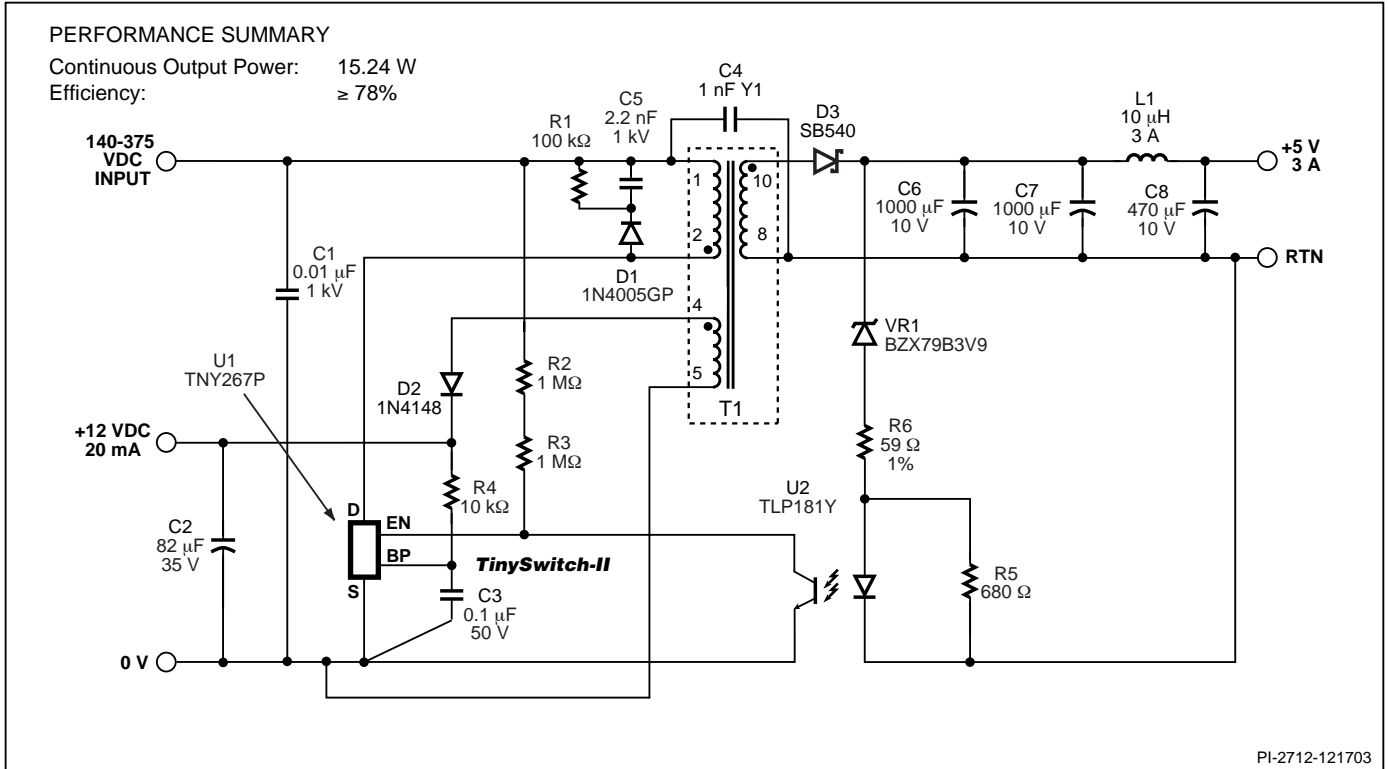 PERFORMANCE SUMMARY
Continuous Output Power: 15.24 W
Efficiency: ≥ 78%
C4
1 nF Y1
C5
2.2 nF
1 kV
R1
100 kΩ
D3
SB540
L1
10 µH
3 A
140-375
VDC
INPUT
+5 V
3 A
1
10
2
8
C6
1000 µF
10 V
C7
1000 µF
10 V
C8
470 µF
10 V
RTN
C1
0.01 µF
1 kV
D1
1N4005GP
4
5
T1
VR1
BZX79B3V9
U1
TNY267P
D2
1N4148
R2
1 MΩ
R3
1 MΩ
+12 VDC
20 mA
R4
10 kΩ
R6
59 Ω
1%
U2
TLP181Y
C2
82 µF
35 V
D
EN
BP
S
TinySwitch-II
C3
0.1 µF
50 V
R5
680 Ω
0 V
PI-2712-121703